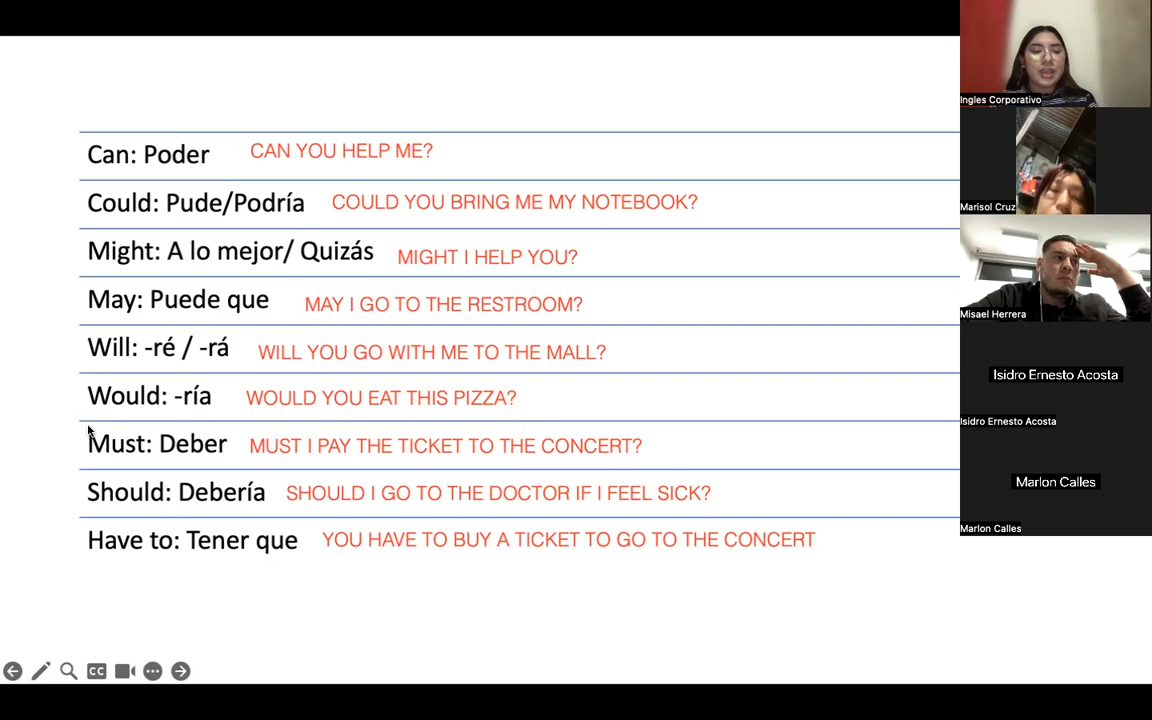 Can: Poder CAN YOU HELP ME?
Could: Pude/Podría COULD YOU BRING ME MY NOTEBOOK?
Might: A lo mejor/ Quizás MIGHT I HELP YOU?
May: Puede que MAY I GO TO THE RESTROOM?
Will: -ré / -rá WILL YOU GO WITH ME TO THE MALL?
Would: -ría WOULD YOU EAT THIS PIZZA?
Must: Deber MUST I PAY THE TICKET TO THE CONCERT?
Should: Debería SHOULD I GO TO THE DOCTOR IF I FEEL SICK?
Have to: Tener que YOU HAVE TO BUY A TICKET TO GO TO THE CONCERT
CC
Ingles Corporativo
Marisol Cruz
Misael Herrera
Isidro Ernesto Acosta
Isidro Ernesto Acosta
Marlon Calles
Marlon Calles